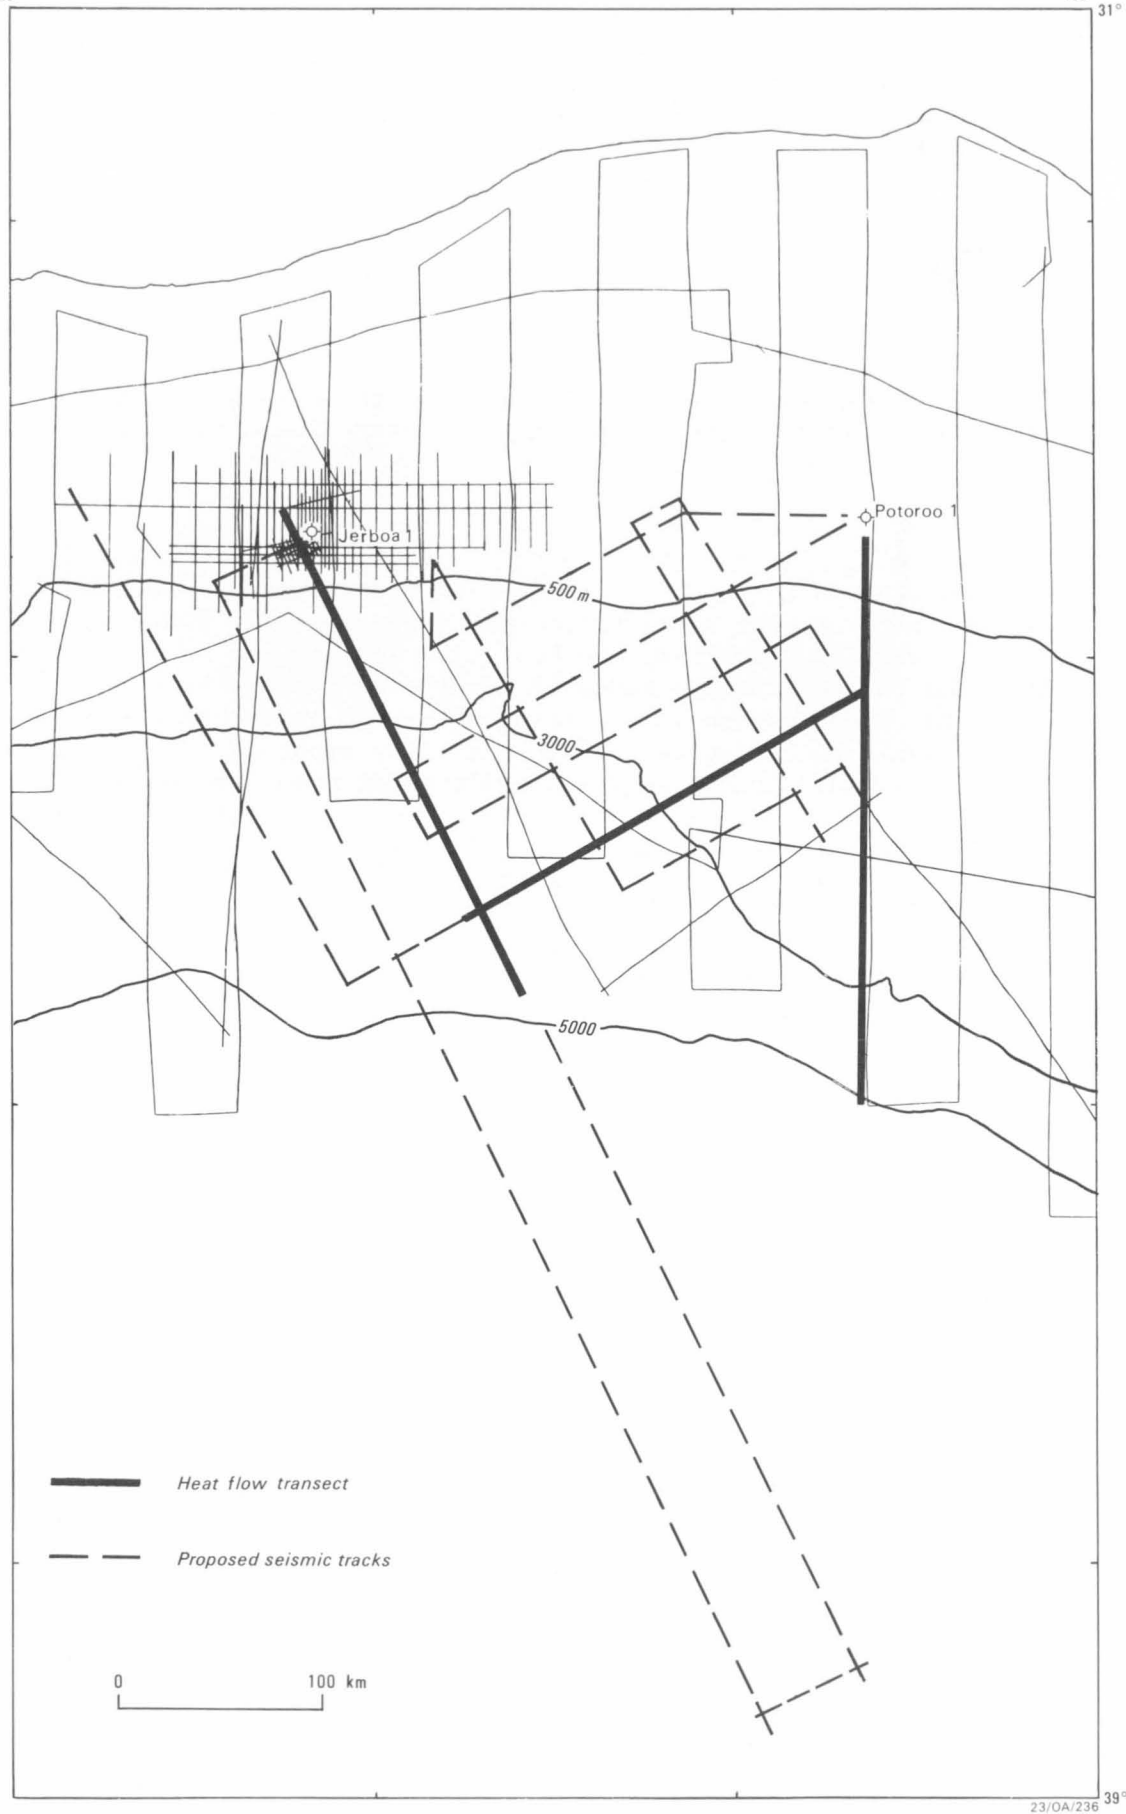 31°
Potoroo 1
Jerboa 1
500 m
3000
5000
Heat flow transect
Proposed seismic tracks
0 100 km
39°
23/OA/236